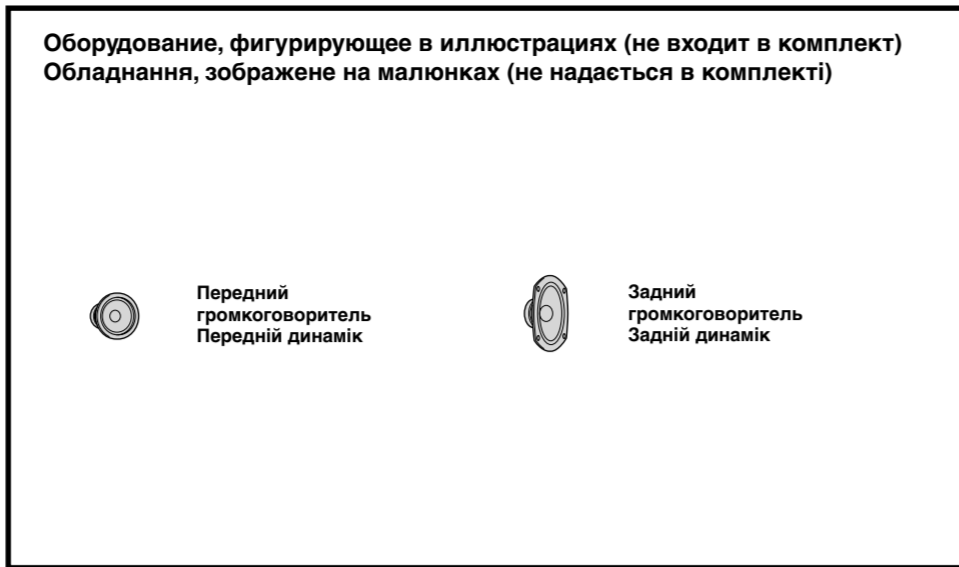 Оборудование, фигурирующее в иллюстрациях (не входит в комплект)
Обладнання, зображене на малюнках (не надається в комплекті)
Передний
громкоговоритель
Передній динамік
Задний
громкоговоритель
Задній динамік